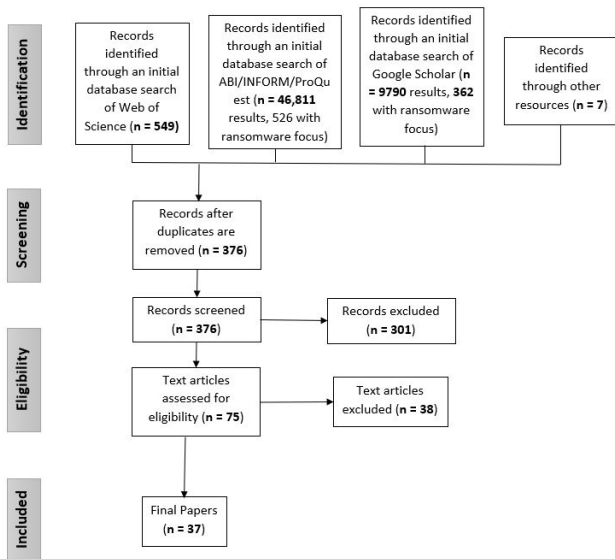 Identification
Records
identified
through an initial
database search
of Web of
Science (n = 549)
Records identified
through an initial
database search of
ABI/INFORM/ProQu
est (n = 46,811
results, 526 with
ransomware focus)
Records identified
through an initial
database search of
Google Scholar (n
= 9790 results, 362
with ransomware
focus)
Records
identified
through other
resources (n = 7)
Screening
Records after
duplicates are
removed (n = 376)
Records screened
(n = 376)
Records excluded
(n = 301)
Eligibility
Text articles
assessed for
eligibility (n = 75)
Text articles
excluded (n = 38)
Included
Final Papers
(n = 37)